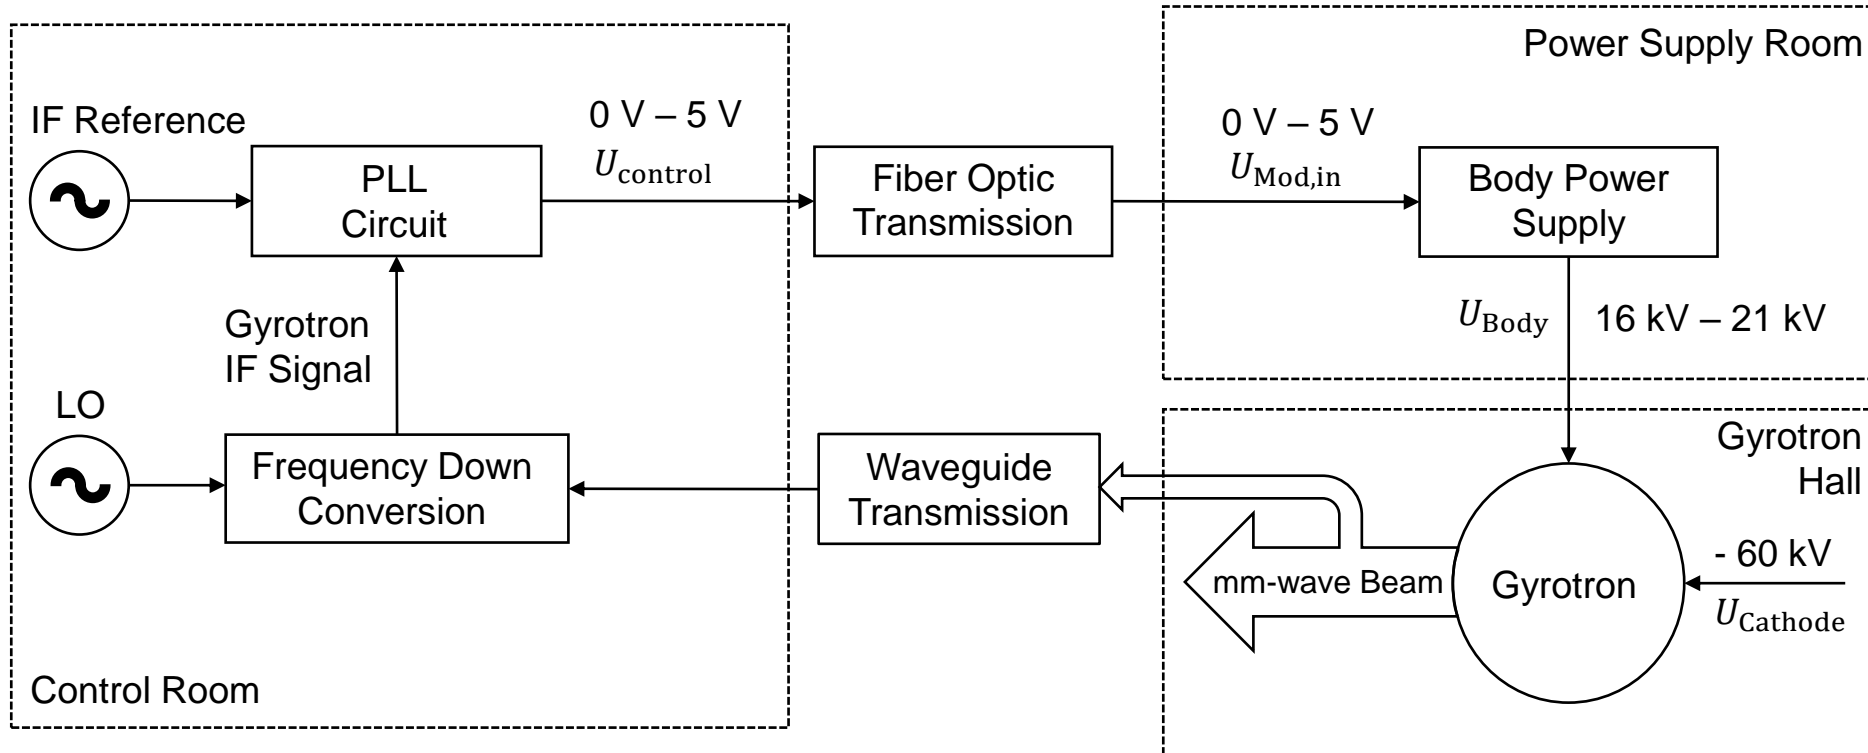 Power Supply Room
IF Reference
0 V – 5 V
U_control
0 V – 5 V
U_Mod,in
PLL
Circuit
Fiber Optic
Transmission
Body Power
Supply
U_Body
16 kV – 21 kV
Gyrotron
IF Signal
LO
Frequency Down
Conversion
Waveguide
Transmission
Gyrotron
Hall
mm-wave Beam
Gyrotron
- 60 kV
U_Cathode
Control Room